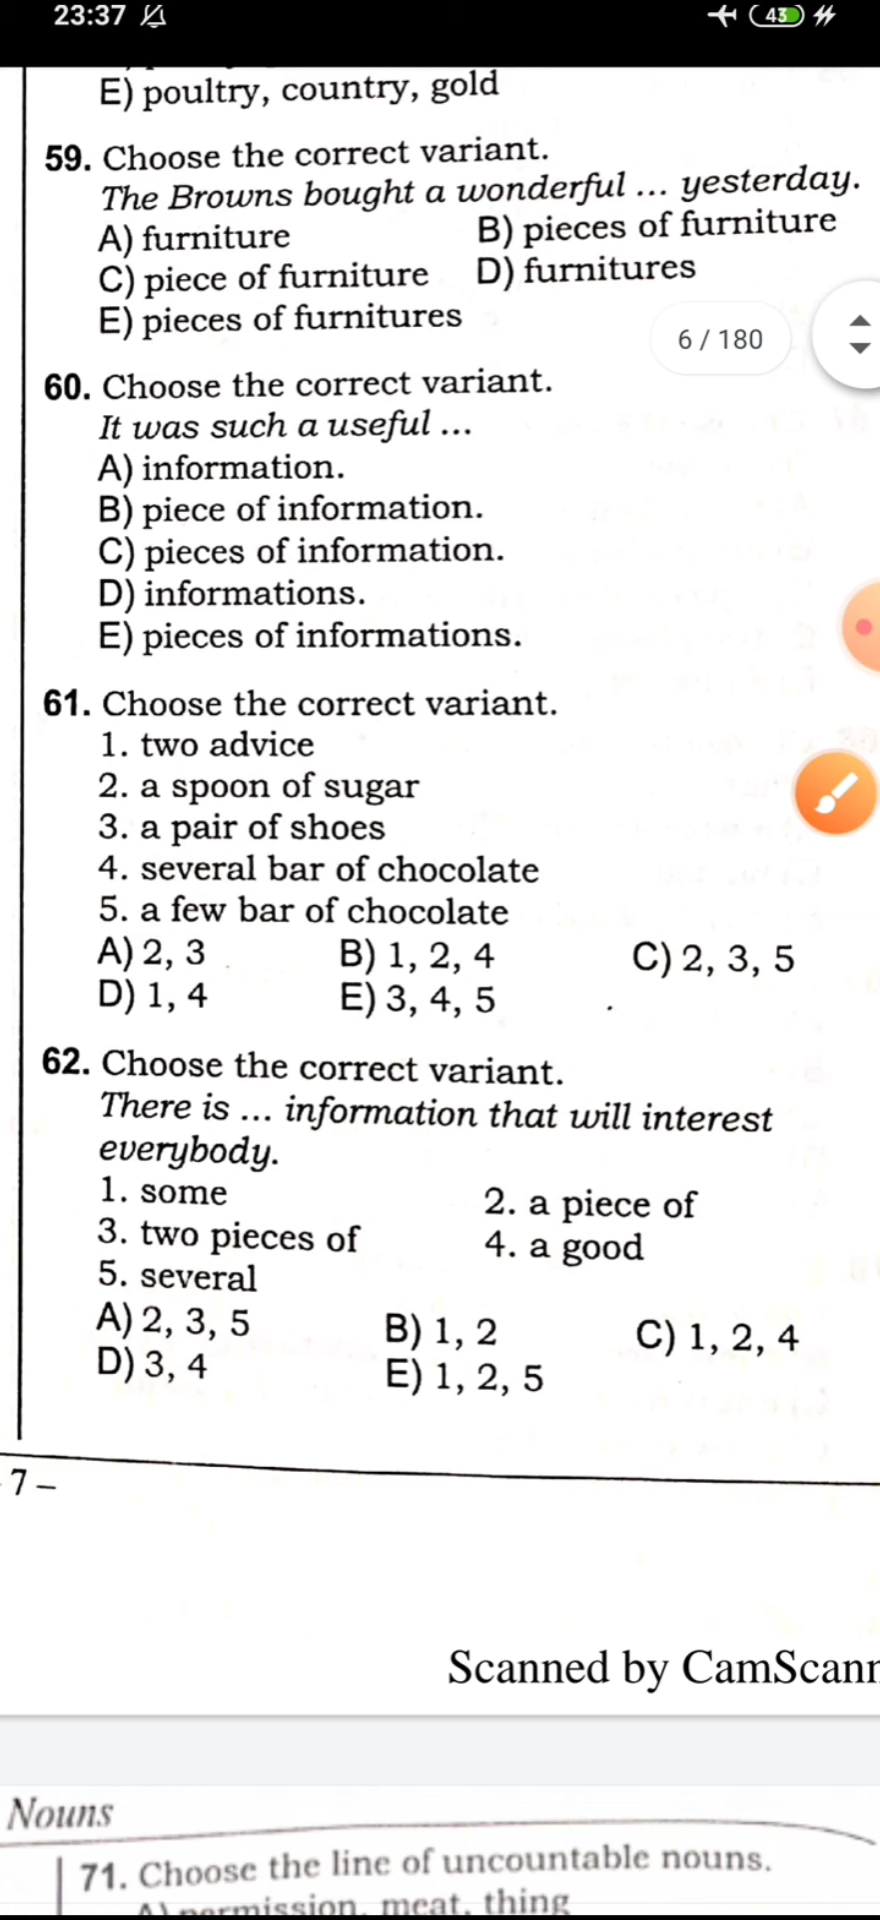 23:37
43
E) poultry, country, gold
59. Choose the correct variant.
The Browns bought a wonderful ... yesterday.
A) furniture B) pieces of furniture
C) piece of furniture D) furnitures
E) pieces of furnitures
6 / 180
60. Choose the correct variant.
It was such a useful ...
A) information.
B) piece of information.
C) pieces of information.
D) informations.
E) pieces of informations.
61. Choose the correct variant.
1. two advice
2. a spoon of sugar
3. a pair of shoes
4. several bar of chocolate
5. a few bar of chocolate
A) 2, 3 B) 1, 2, 4 C) 2, 3, 5
D) 1, 4 E) 3, 4, 5
62. Choose the correct variant.
There is ... information that will interest
everybody.
1. some 2. a piece of
3. two pieces of 4. a good
5. several
A) 2, 3, 5 B) 1, 2 C) 1, 2, 4
D) 3, 4 E) 1, 2, 5
7 –
Scanned by CamScann
Nouns
71. Choose the line of uncountable nouns.
A) permission, meat, thing